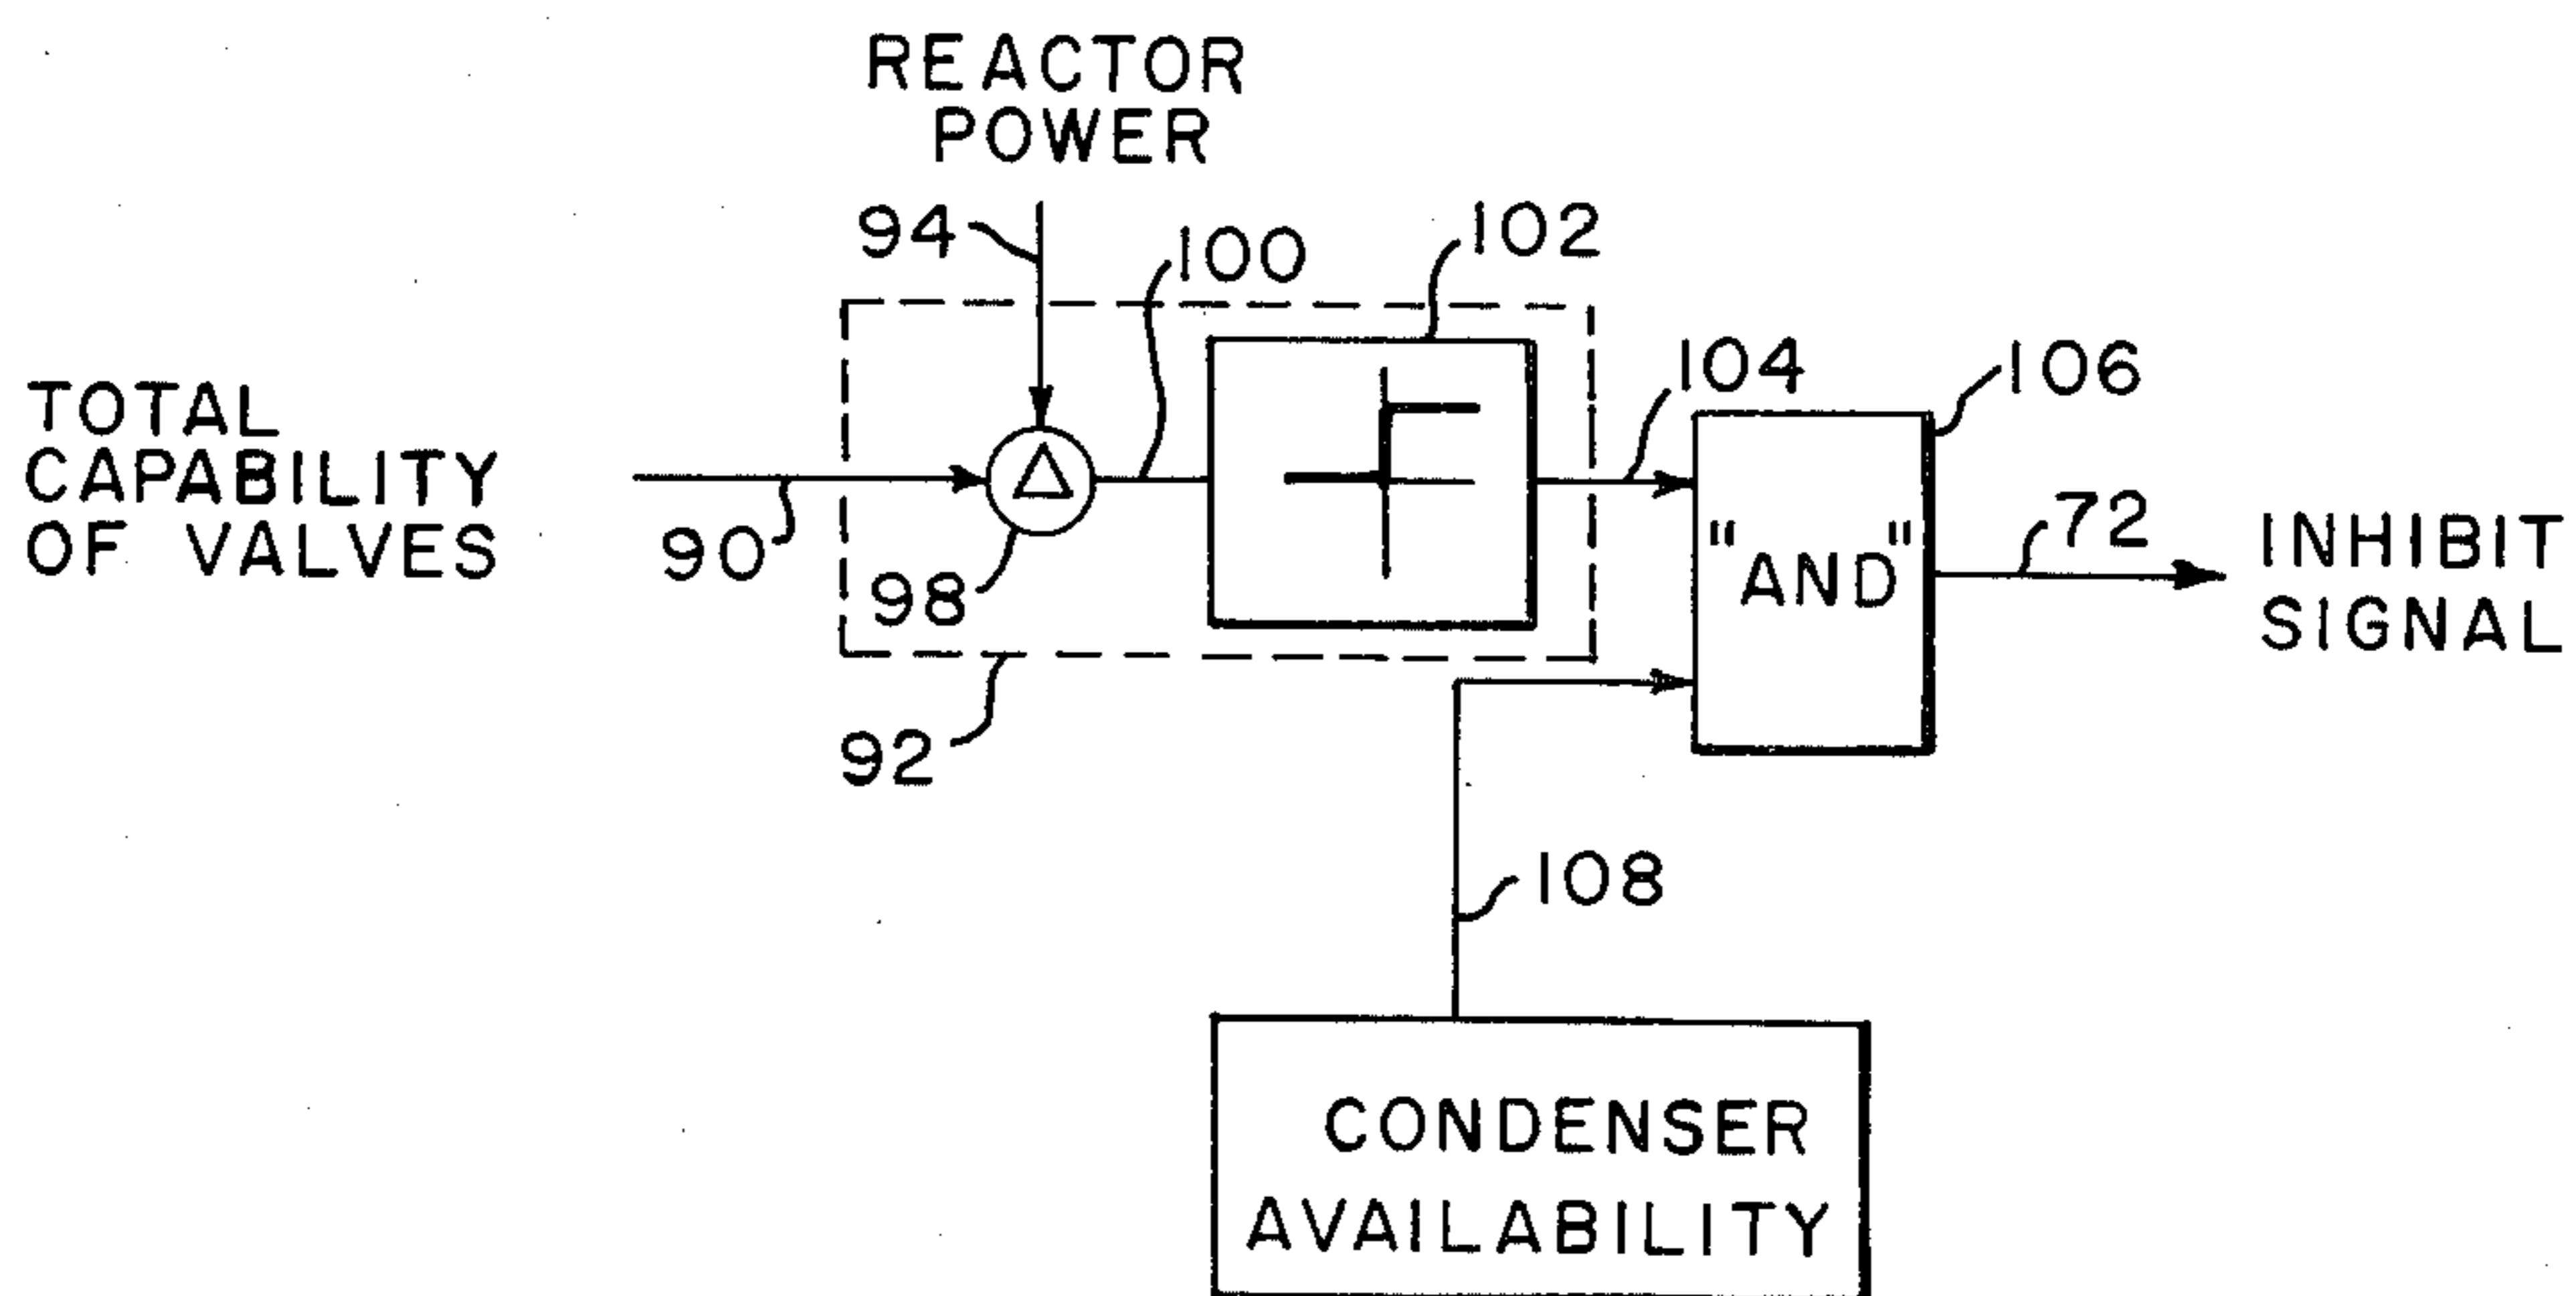 REACTOR
POWER
94
100
102
TOTAL
CAPABILITY
OF VALVES
90
98
92
104
106
"AND"
72
INHIBIT
SIGNAL
108
CONDENSER
AVAILABILITY